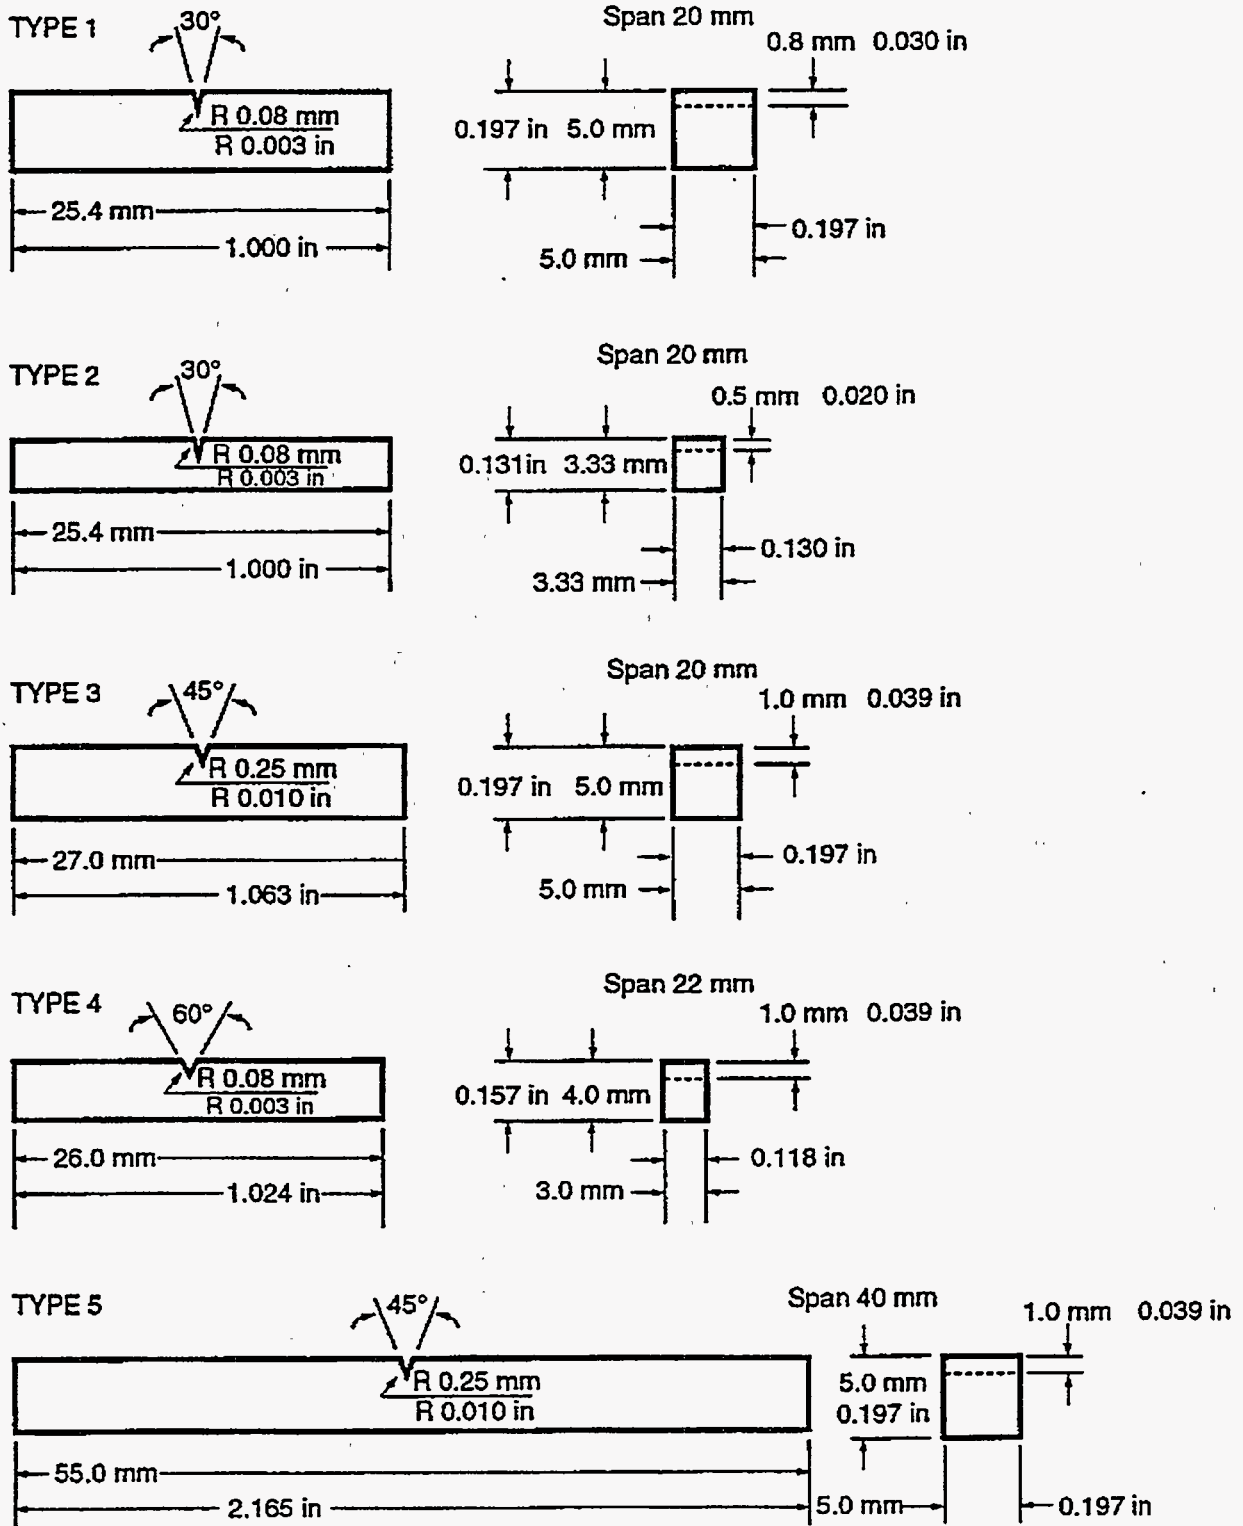 TYPE 1
30°
Span 20 mm
0.8 mm 0.030 in
R 0.08 mm
R 0.003 in
0.197 in 5.0 mm
25.4 mm
1.000 in
0.197 in
5.0 mm
TYPE 2
30°
Span 20 mm
0.5 mm 0.020 in
R 0.08 mm
R 0.003 in
0.131in 3.33 mm
25.4 mm
1.000 in
0.130 in
3.33 mm
TYPE 3
45°
Span 20 mm
1.0 mm 0.039 in
R 0.25 mm
R 0.010 in
0.197 in 5.0 mm
27.0 mm
1.063 in
0.197 in
5.0 mm
TYPE 4
60°
Span 22 mm
1.0 mm 0.039 in
R 0.08 mm
R 0.003 in
0.157 in 4.0 mm
26.0 mm
1.024 in
0.118 in
3.0 mm
TYPE 5
45°
Span 40 mm
1.0 mm 0.039 in
R 0.25 mm
R 0.010 in
5.0 mm
0.197 in
55.0 mm
2.165 in
5.0 mm
0.197 in